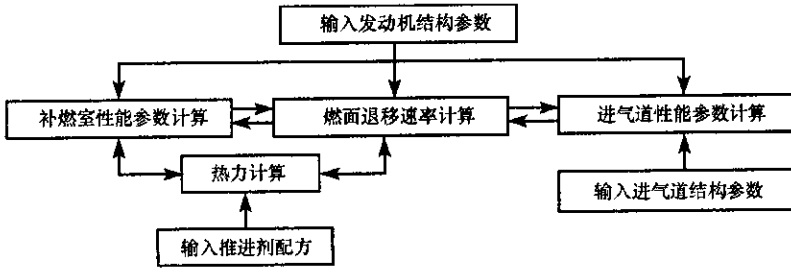 输入发动机结构参数
补燃室性能参数计算
燃面退移速率计算
进气道性能参数计算
热力计算
输入进气道结构参数
输入推进剂配方